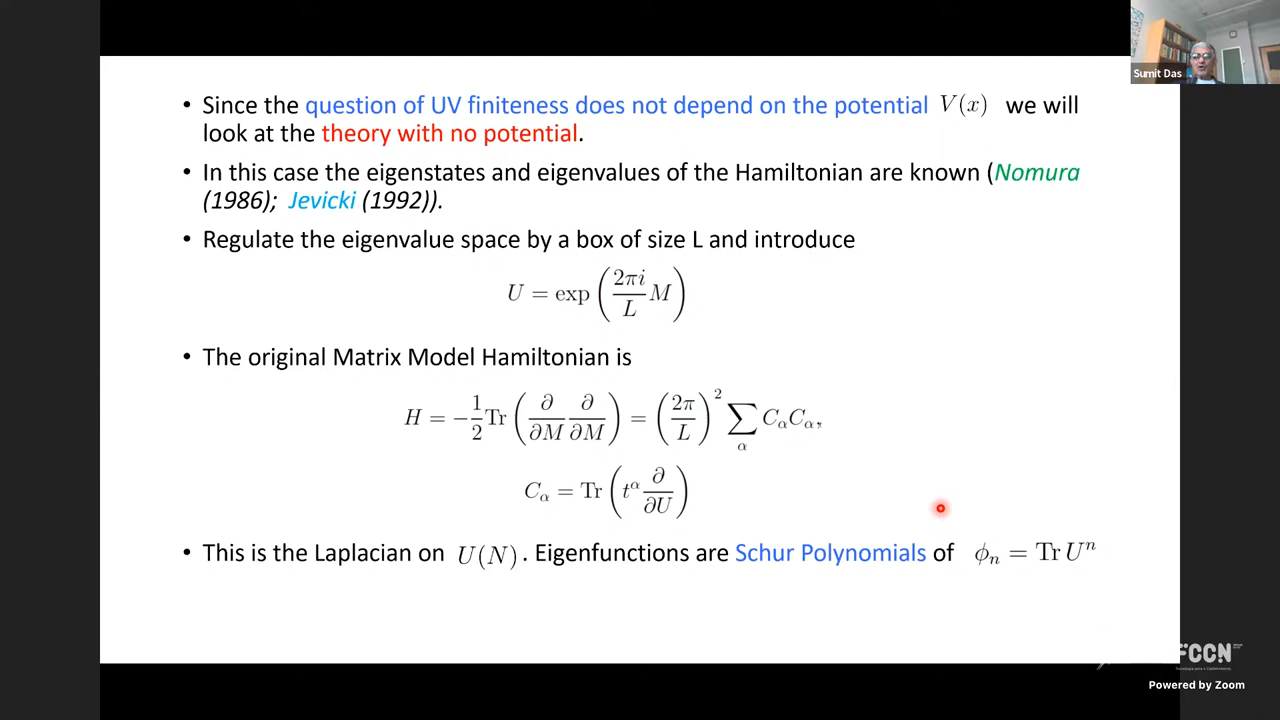 Sumit Das
• Since the question of UV finiteness does not depend on the potential V(x) we will
look at the theory with no potential.
• In this case the eigenstates and eigenvalues of the Hamiltonian are known (Nomura
(1986); Jevicki (1992)).
• Regulate the eigenvalue space by a box of size L and introduce
U = exp ( 2πi / L M )
• The original Matrix Model Hamiltonian is
H = −1/2 Tr ( ∂/∂M ∂/∂M ) = ( 2π/L )² ∑_α C_α C_α,
C_α = Tr ( t^α ∂/∂U )
• This is the Laplacian on U(N). Eigenfunctions are Schur Polynomials of ϕ_n = Tr U^n
FCCN
Powered by Zoom